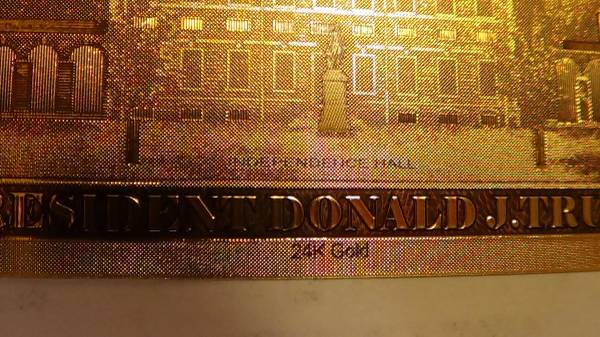 INDEPENDENCE HALL
RESIDENT DONALD J. TRU
24K Gold